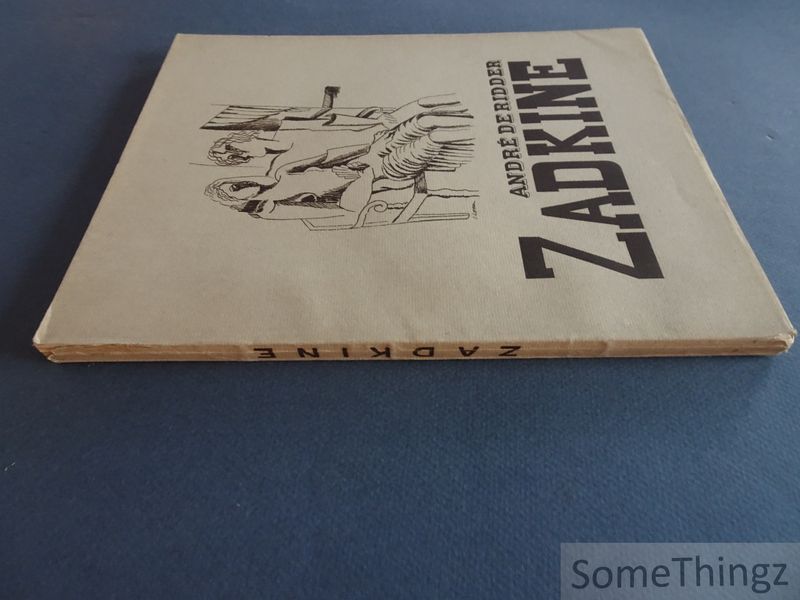 ANDRÉ DE RIDDER
ZADKINE
ZADKINE
SomeThingz